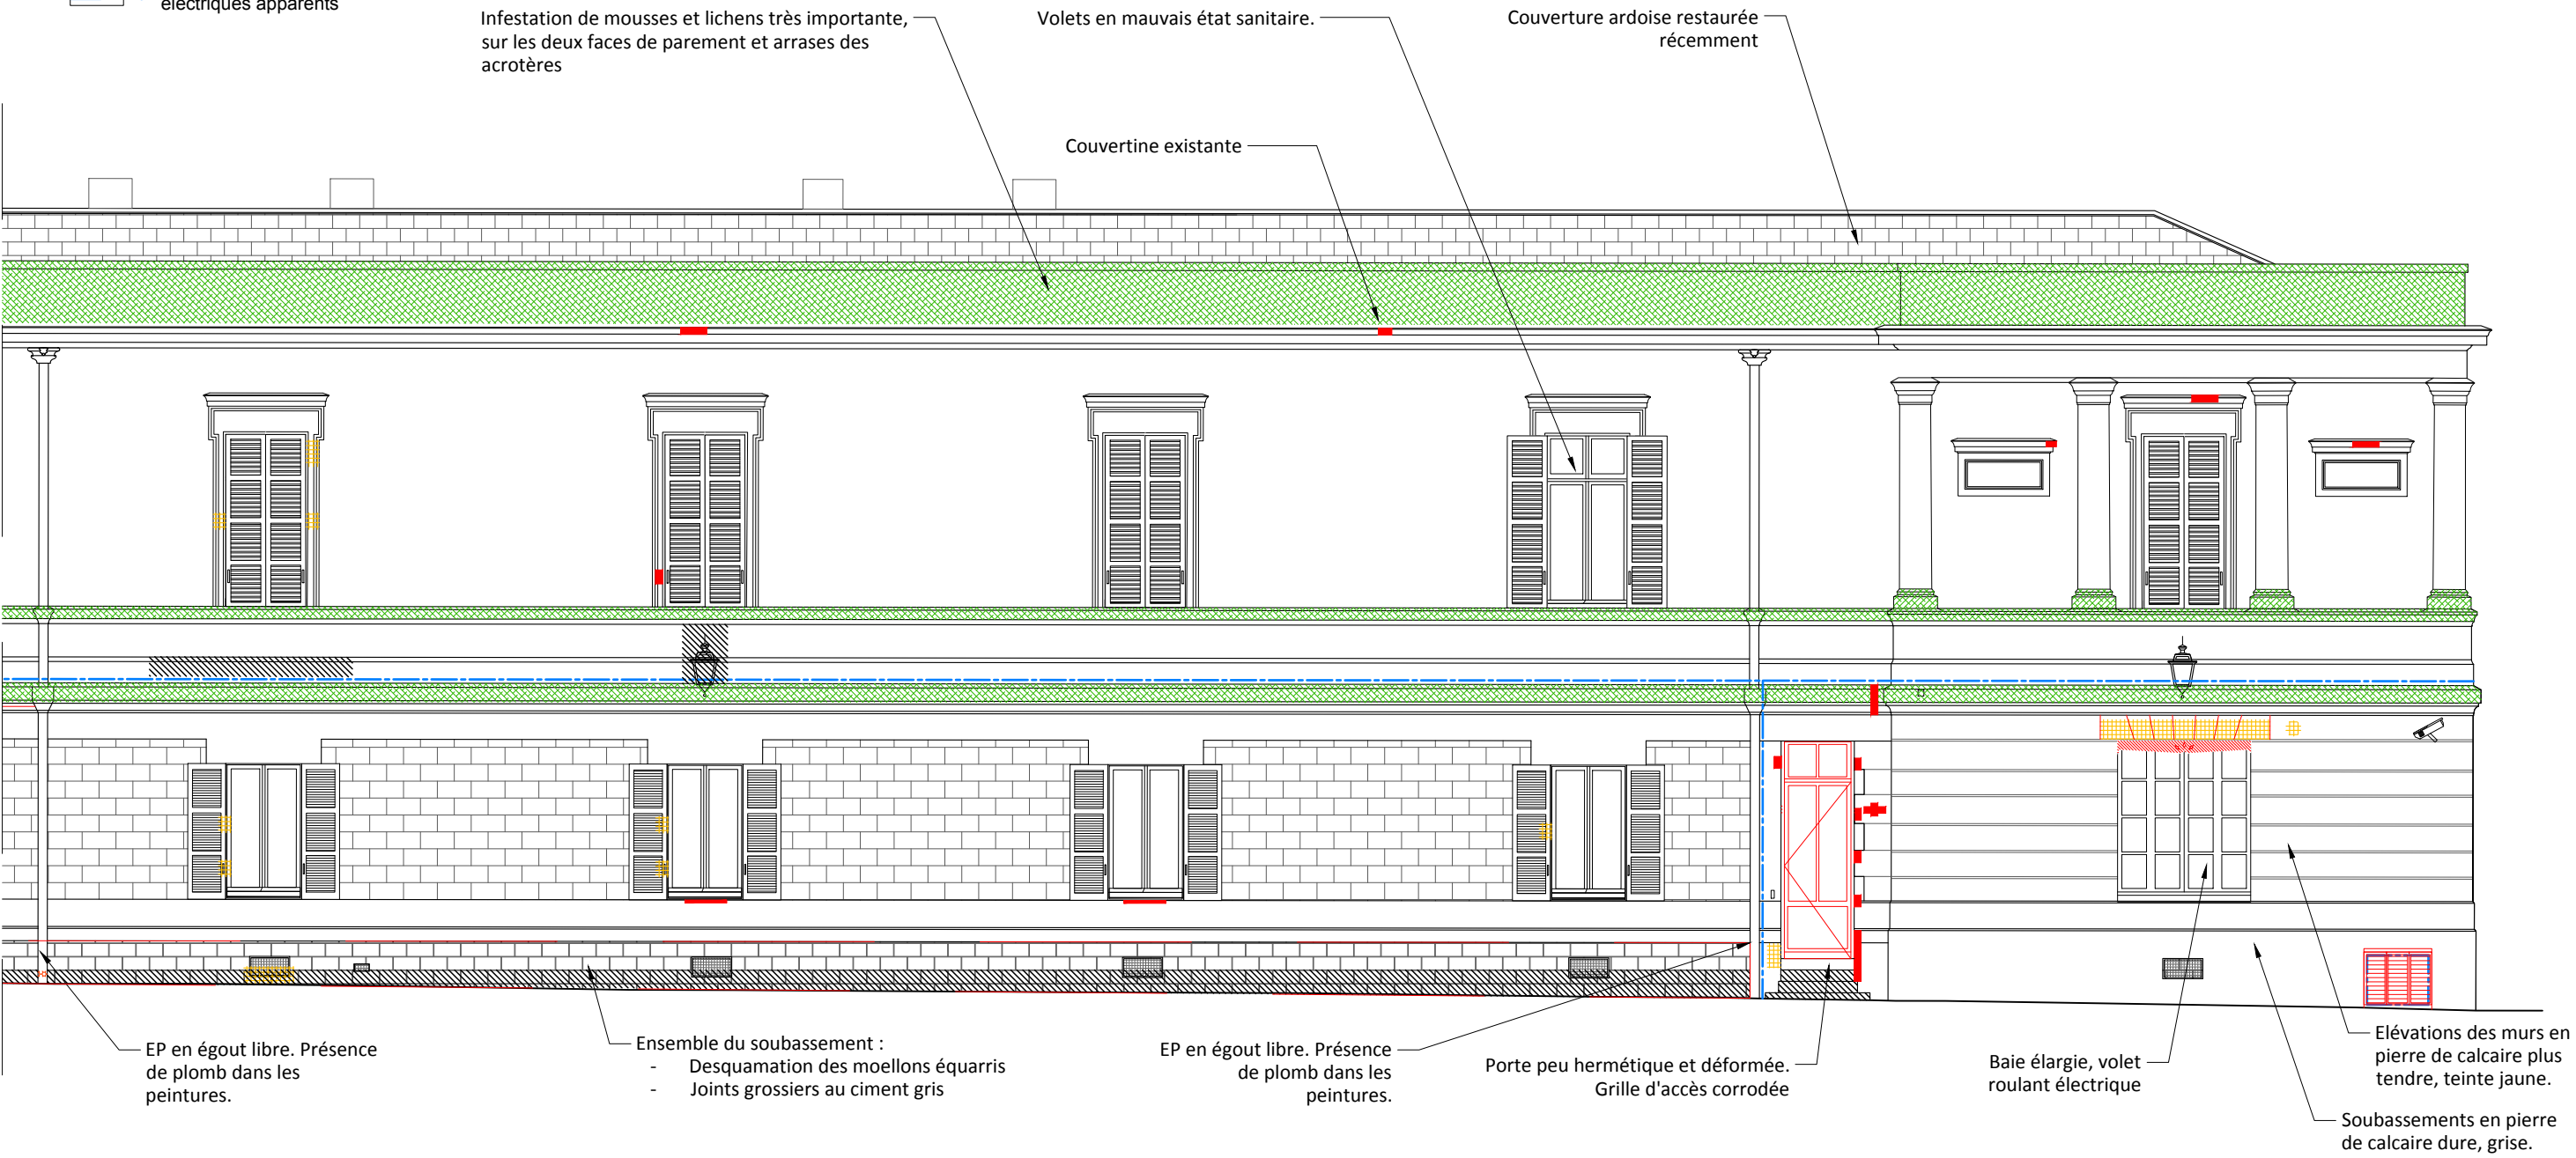 électriques apparents
Infestation de mousses et lichens très importante,
sur les deux faces de parement et arrases des
acrotères
Volets en mauvais état sanitaire.
Couverture ardoise restaurée
récemment
Couvertine existante
EP en égout libre. Présence
de plomb dans les
peintures.
Ensemble du soubassement :
- Desquamation des moellons équarris
- Joints grossiers au ciment gris
EP en égout libre. Présence
de plomb dans les
peintures.
Porte peu hermétique et déformée.
Grille d'accès corrodée
Baie élargie, volet
roulant électrique
Elévations des murs en
pierre de calcaire plus
tendre, teinte jaune.
Soubassements en pierre
de calcaire dure, grise.